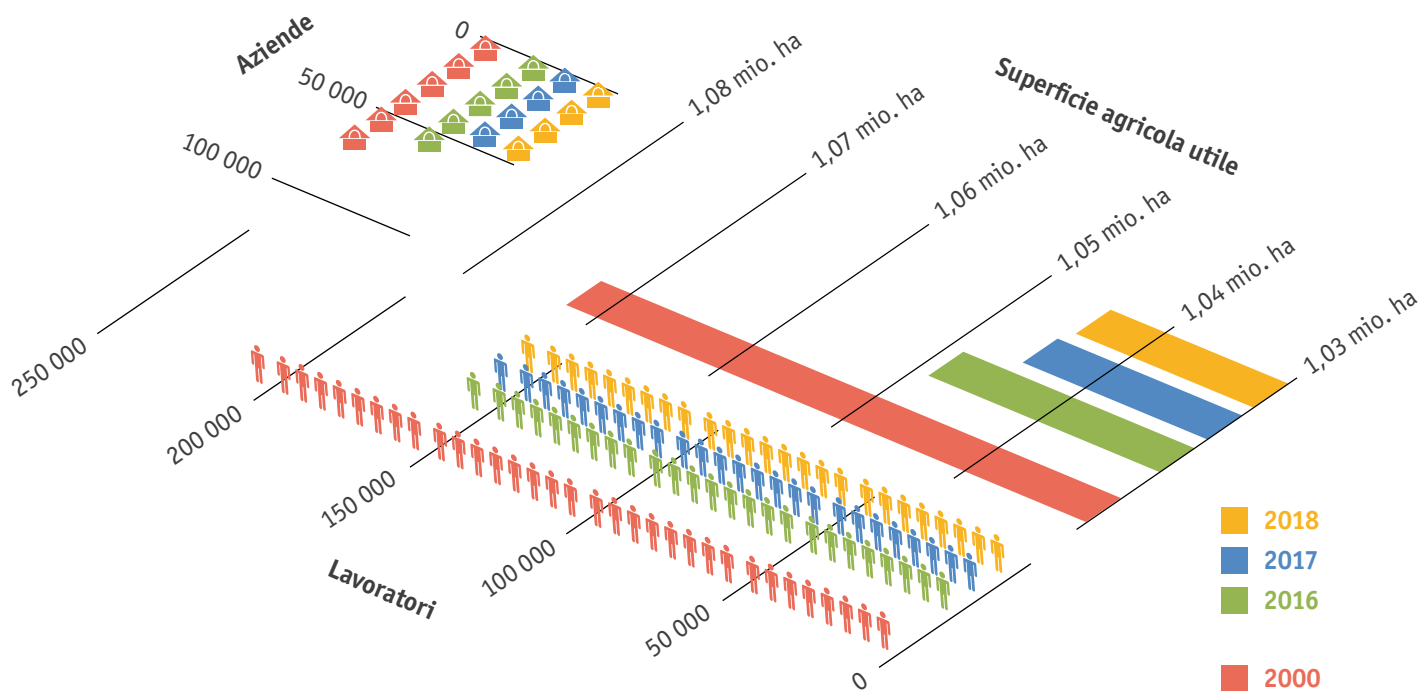 Aziende
0
50 000
100 000
Superficie agricola utile
1,08 mio. ha
1,07 mio. ha
1,06 mio. ha
1,05 mio. ha
1,04 mio. ha
1,03 mio. ha
250 000
200 000
150 000
100 000
50 000
0
Lavoratori
2018
2017
2016
2000